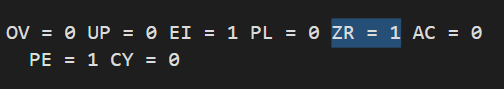 OV = 0 UP = 0 EI = 1 PL = 0 ZR = 1 AC = 0
PE = 1 CY = 0